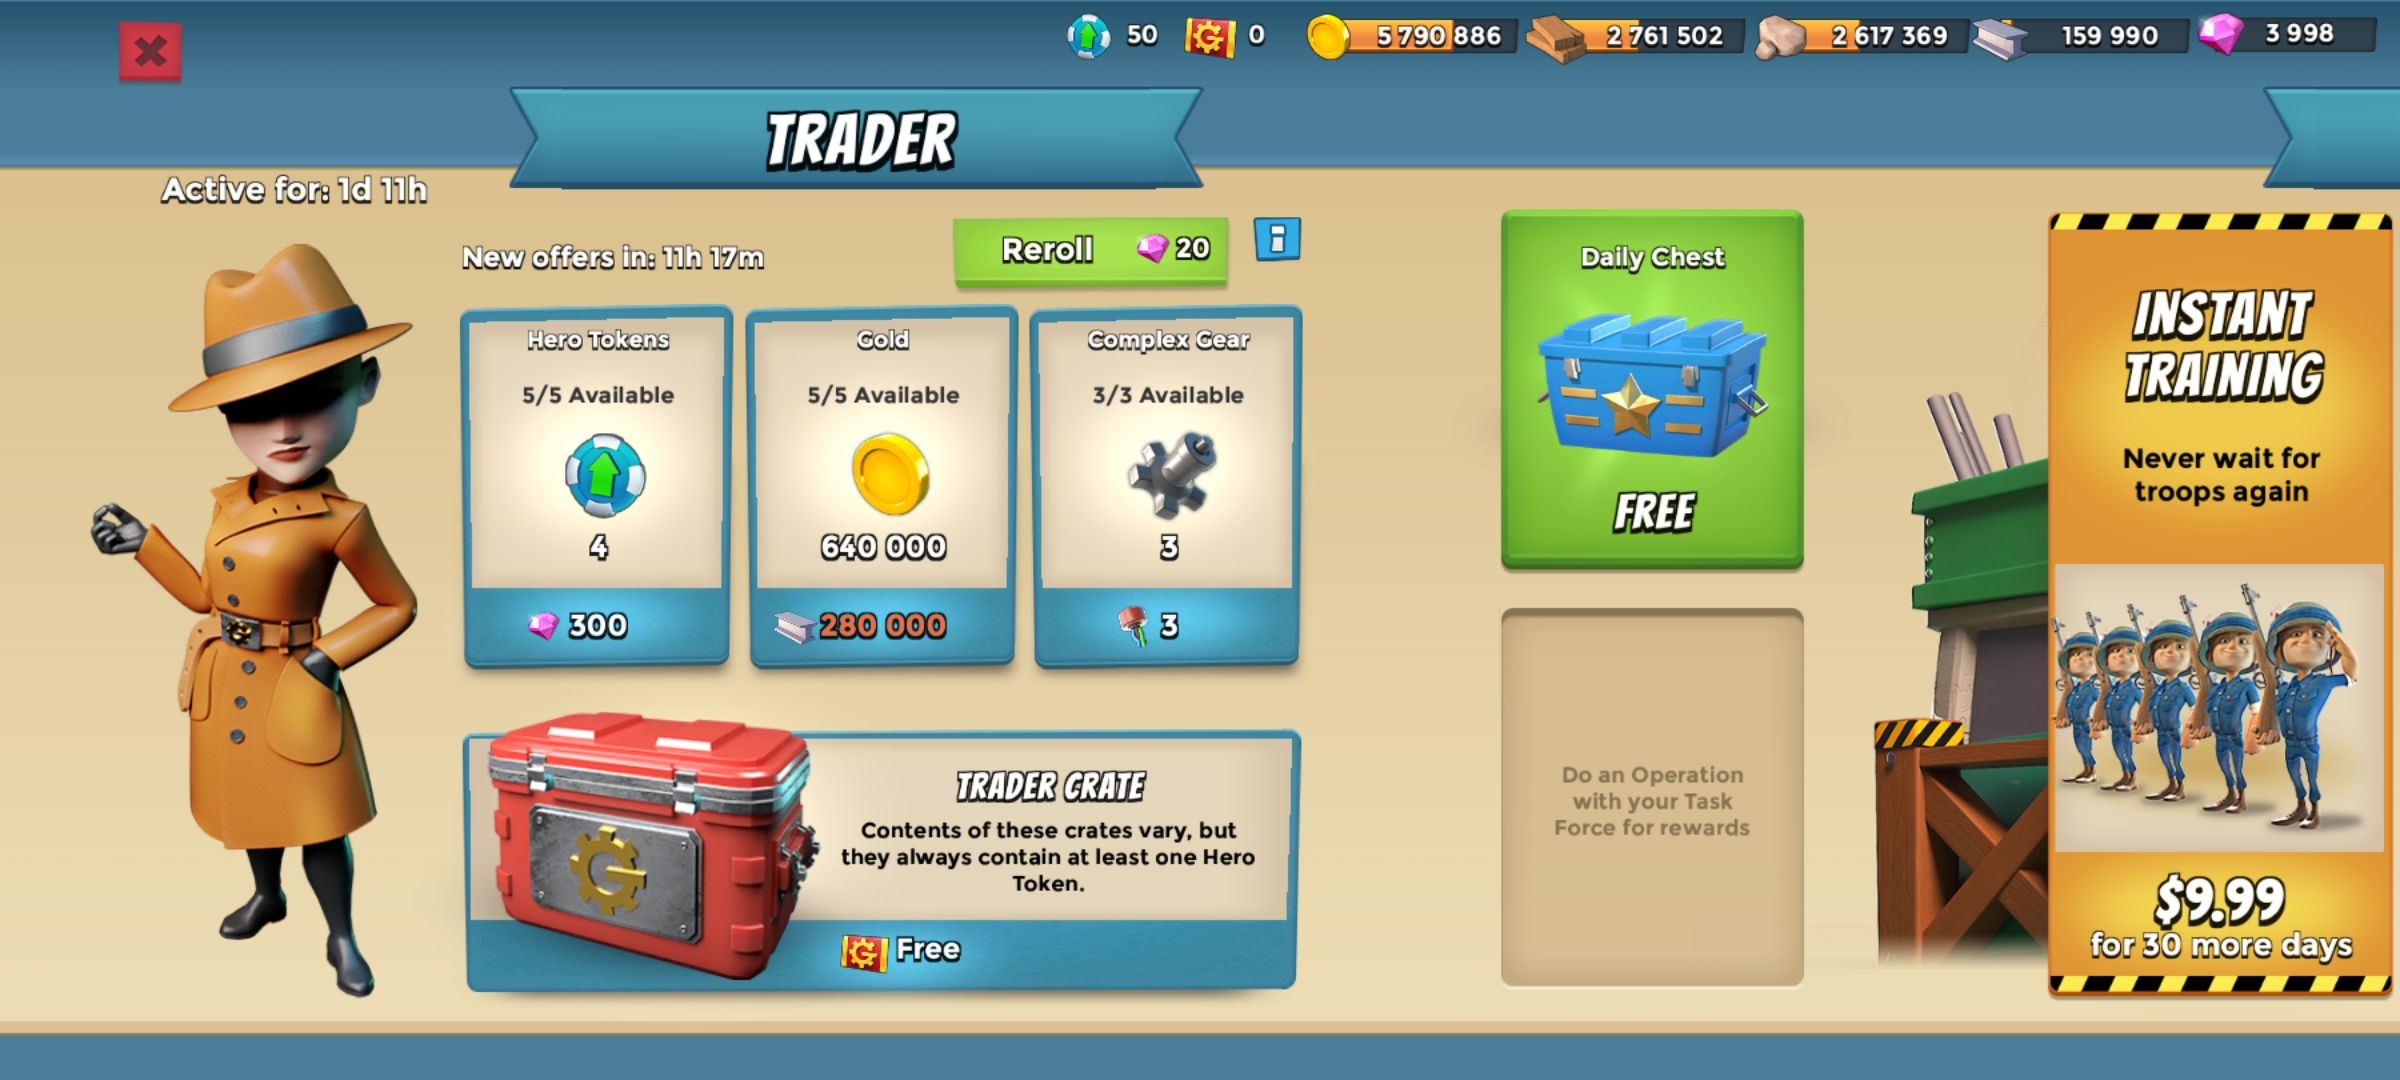 50
0
5 790 886
2 761 502
2 617 369
159 990
3 998
TRADER
Active for: 1d 11h
New offers in: 11h 17m
Reroll 20
i
Hero Tokens
5/5 Available
4
300
Gold
5/5 Available
640 000
280 000
Complex Gear
3/3 Available
3
3
TRADER CRATE
Contents of these crates vary, but
they always contain at least one Hero
Token.
G
G Free
Daily Chest
FREE
Do an Operation
with your Task
Force for rewards
INSTANT
TRAINING
Never wait for
troops again
$9.99
for 30 more days